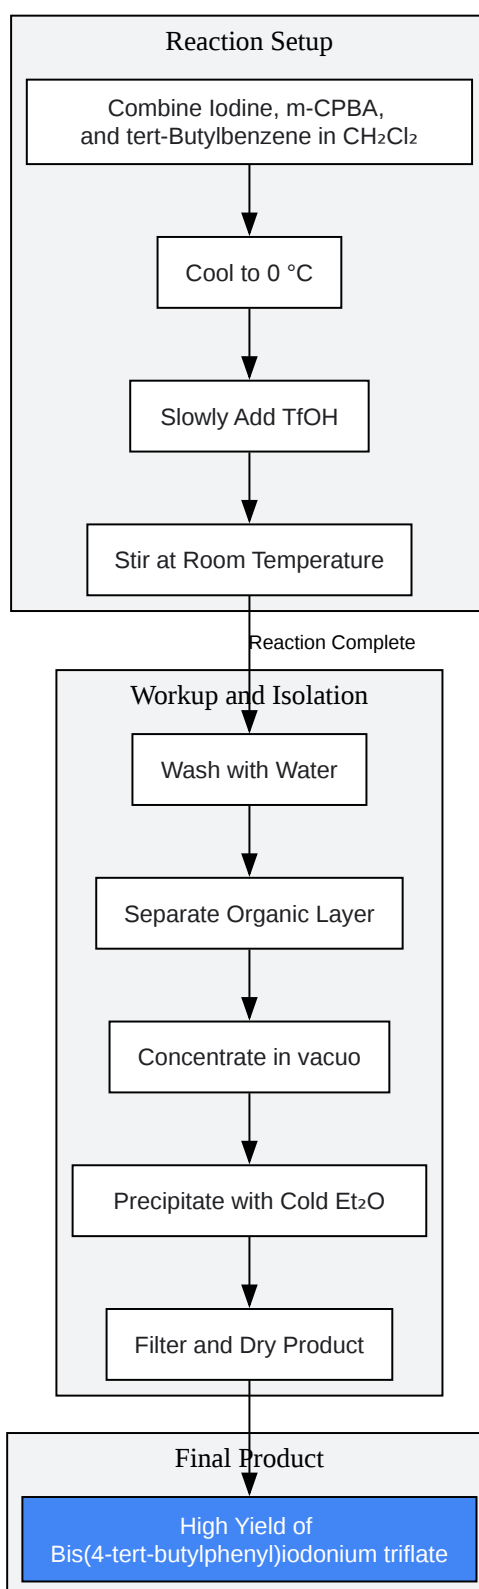 Reaction Setup
Combine Iodine, m-CPBA,
and tert-Butylbenzene in CH₂Cl₂
Cool to 0 °C
Slowly Add TfOH
Stir at Room Temperature
Reaction Complete
Workup and Isolation
Wash with Water
Separate Organic Layer
Concentrate in vacuo
Precipitate with Cold Et₂O
Filter and Dry Product
Final Product
High Yield of
Bis(4-tert-butylphenyl)iodonium triflate